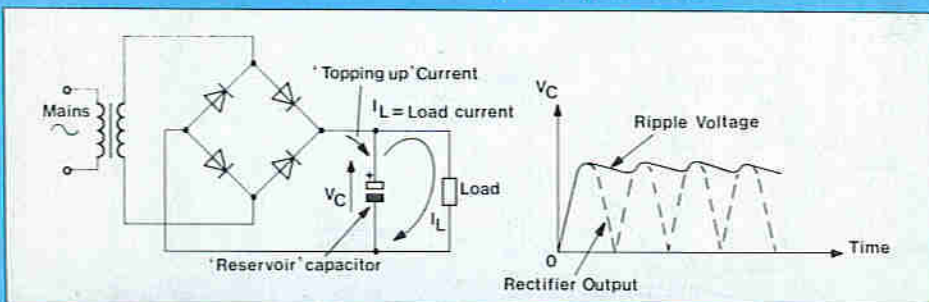 Mains
'Topping up' Current
I_L = Load current
V_C
+
Load
I_L
'Reservoir' capacitor
V_C
Ripple Voltage
0
Time
Rectifier Output